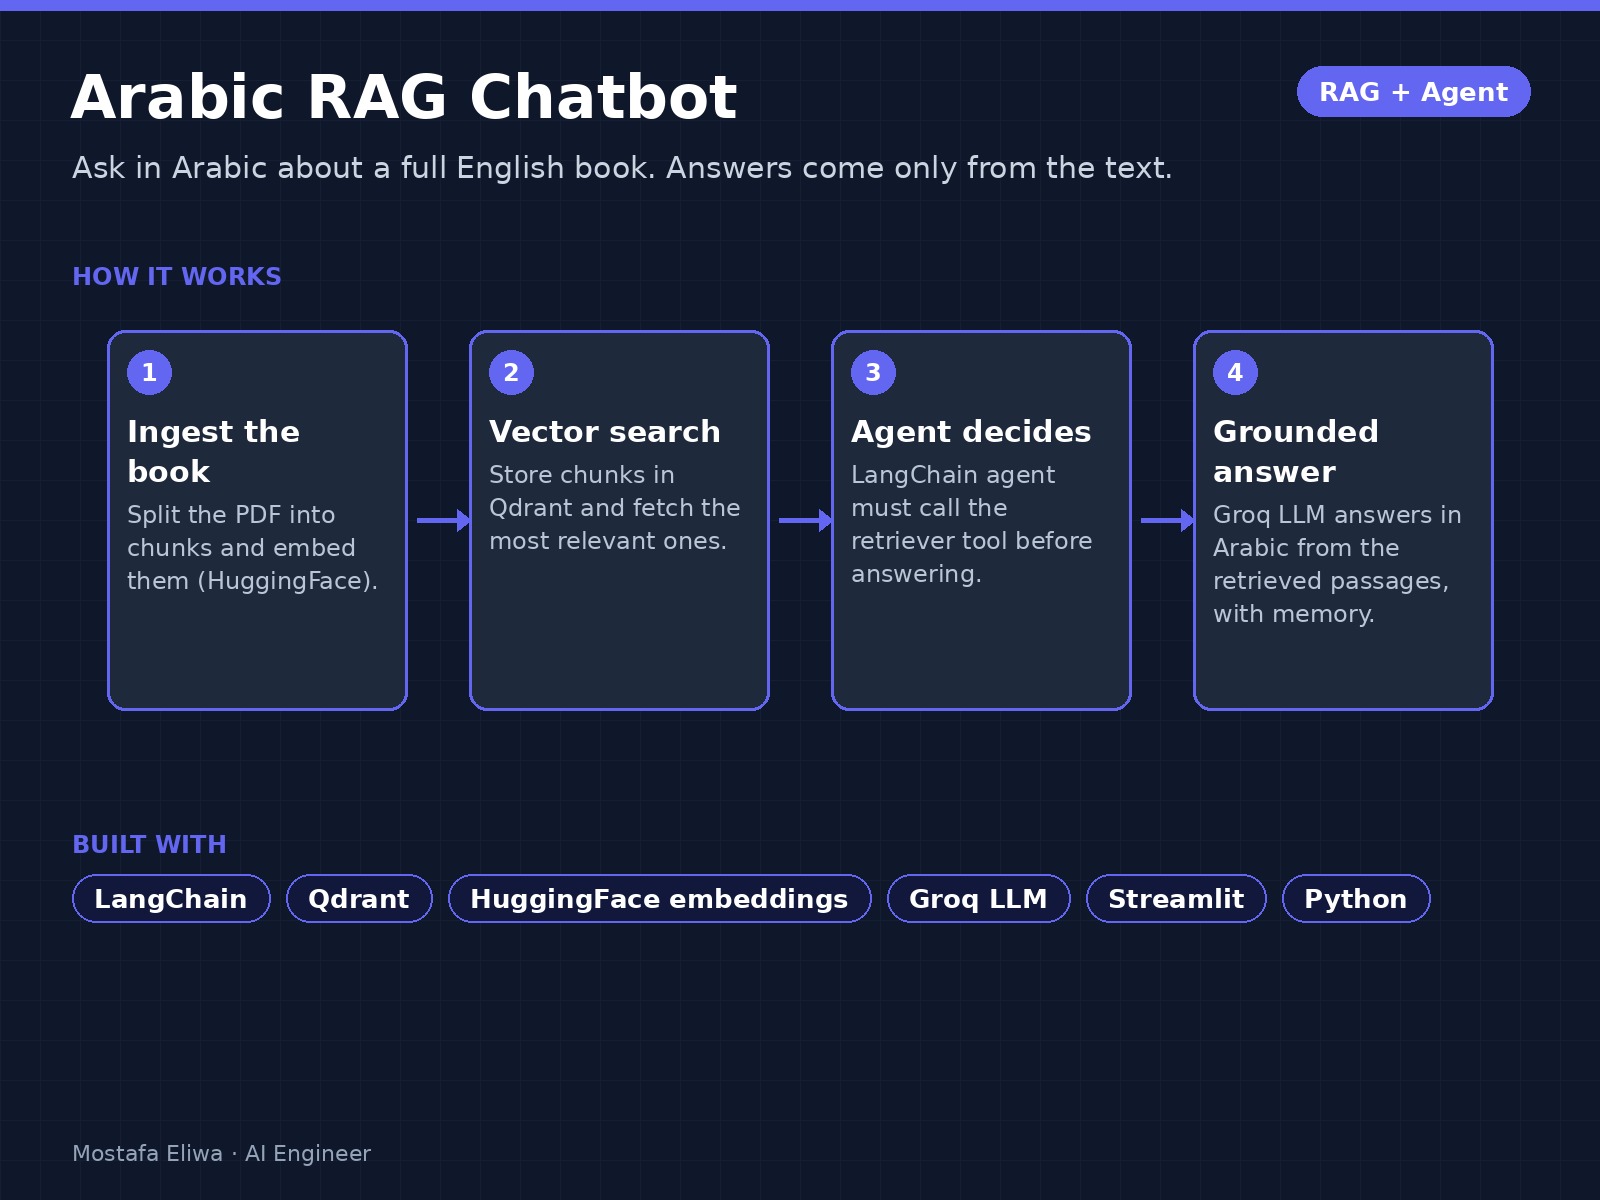 Arabic RAG Chatbot
RAG + Agent
Ask in Arabic about a full English book. Answers come only from the text.
HOW IT WORKS
1
Ingest the
book
Split the PDF into
chunks and embed
them (HuggingFace).
2
Vector search
Store chunks in
Qdrant and fetch the
most relevant ones.
3
Agent decides
LangChain agent
must call the
retriever tool before
answering.
4
Grounded
answer
Groq LLM answers in
Arabic from the
retrieved passages,
with memory.
BUILT WITH
LangChain
Qdrant
HuggingFace embeddings
Groq LLM
Streamlit
Python
Mostafa Eliwa · AI Engineer